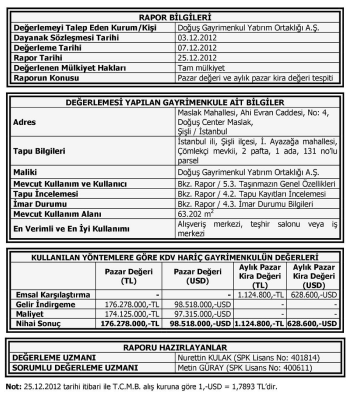 RAPOR BİLGİLERİ
Değerlemeyi Talep Eden Kurum/Kişi Doğuş Gayrimenkul Yatırım Ortaklığı A.Ş.
Dayanak Sözleşmesi Tarihi 03.12.2012
Değerleme Tarihi 07.12.2012
Rapor Tarihi 25.12.2012
Değerlenen Mülkiyet Hakları Tam mülkiyet
Raporun Konusu Pazar değeri ve aylık pazar kira değeri tespiti
DEĞERLEMESİ YAPILAN GAYRİMENKULE AİT BİLGİLER
Adres Maslak Mahallesi, Ahi Evran Caddesi, No: 4,
Doğuş Center Maslak,
Şişli / İstanbul
Tapu Bilgileri İstanbul ili, Şişli ilçesi, İ. Ayazağa mahallesi,
Çömlekçi mevkii, 2 pafta, 1 ada, 131 no'lu
parsel
Maliki Doğuş Gayrimenkul Yatırım Ortaklığı A.Ş.
Mevcut Kullanım ve Kullanıcı Bkz. Rapor / 5.3. Taşınmazın Genel Özellikleri
Tapu İncelemesi Bkz. Rapor / 4.2. Tapu Kayıtları İncelemesi
İmar Durumu Bkz. Rapor / 4.3. İmar Durumu Bilgileri
Mevcut Kullanım Alanı 63.202 m²
En Verimli ve En İyi Kullanımı Alışveriş merkezi, teşhir salonu veya iş
merkezi
KULLANILAN YÖNTEMLERE GÖRE KDV HARİÇ GAYRİMENKULÜN DEĞERLERİ
Pazar Değeri (TL) Pazar Değeri (USD) Aylık Pazar Kira Değeri (TL) Aylık Pazar Kira Değeri (USD)
Emsal Karşılaştırma - - 1.124.800,-TL 628.600,-USD
Gelir İndirgeme 176.278.000,-TL 98.518.000,-USD - -
Maliyet 174.125.000,-TL 97.315.000,-USD - -
Nihai Sonuç 176.278.000,-TL 98.518.000,-USD 1.124.800,-TL 628.600,-USD
RAPORU HAZIRLAYANLAR
DEĞERLEME UZMANI Nurettin KULAK (SPK Lisans No: 401814)
SORUMLU DEĞERLEME UZMANI Metin GÜRAY (SPK Lisans No: 400611)
Not: 25.12.2012 tarihi itibari ile T.C.M.B. alış kuruna göre 1,-USD = 1,7893 TL'dir.